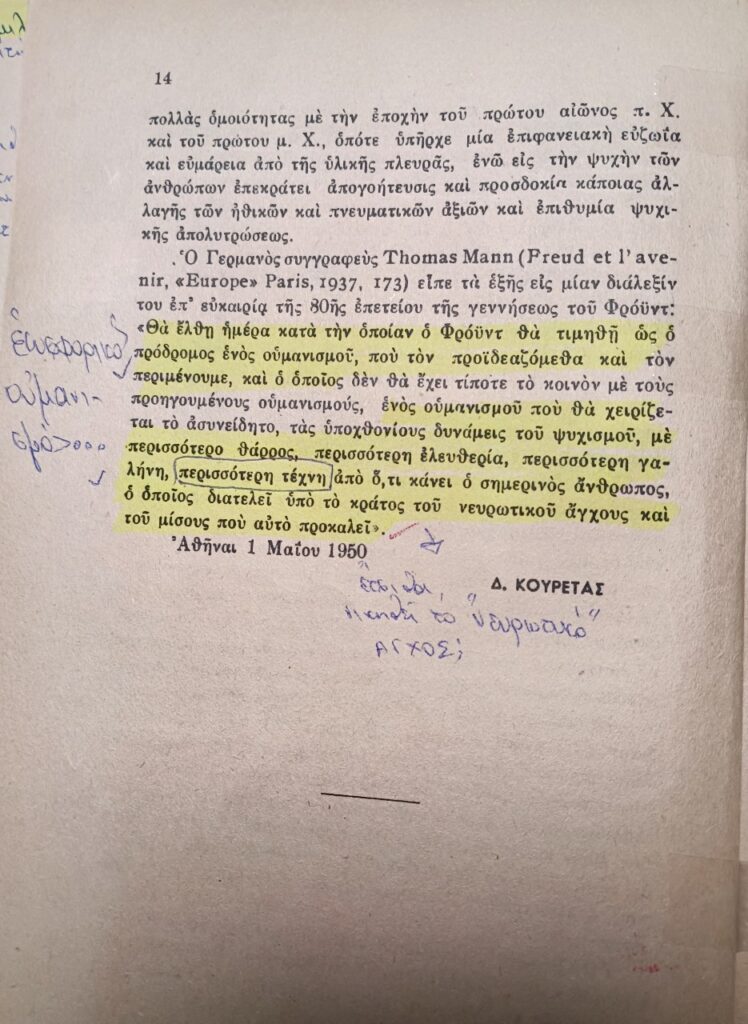 14
πολλὰς ὁμοιότητας μὲ τὴν ἐποχὴν τοῦ πρώτου αἰῶνος π. Χ.
καὶ τοῦ πρώτου μ. Χ., ὁπότε ὑπῆρχε μία ἐπιφανειακὴ εὐζωΐα
καὶ εὐμάρεια ἀπὸ τῆς ὑλικῆς πλευρᾶς, ἐνῶ εἰς τὴν ψυχὴν τῶν
ἀνθρώπων ἐπεκράτει ἀπογοήτευσις καὶ προσδοκία κάποιας ἀλ-
λαγῆς τῶν ἠθικῶν καὶ πνευματικῶν ἀξιῶν καὶ ἐπιθυμία ψυχι-
κῆς ἀπολυτρώσεως.
Ὁ Γερμανὸς συγγραφεὺς Thomas Mann (Freud et l'ave-
nir, «Europe» Paris, 1937, 173) εἶπε τὰ ἑξῆς εἰς μίαν διάλεξίν
του ἐπ' εὐκαιρίᾳ τῆς 80ῆς ἐπετείου τῆς γεννήσεως τοῦ Φρόϋντ:
«Θὰ ἔλθῃ ἡμέρα κατὰ τὴν ὁποίαν ὁ Φρόϋντ θὰ τιμηθῇ ὡς ὁ
πρόδρομος ἑνὸς οὑμανισμοῦ, ποὺ τὸν προϊδεαζόμεθα καὶ τὸν
περιμένουμε, καὶ ὁ ὁποῖος δὲν θὰ ἔχει τίποτε τὸ κοινὸν μὲ τοὺς
προηγουμένους οὑμανισμούς, ἑνὸς οὑμανισμοῦ ποὺ θὰ χειρίζε-
ται τὸ ἀσυνείδητο, τὰς ὑποχθονίους δυνάμεις τοῦ ψυχισμοῦ, μὲ
περισσότερο θάρρος, περισσότερη ἐλευθερία, περισσότερη γα-
λήνη, περισσότερη τέχνη ἀπὸ ὅ,τι κάνει ὁ σημερινὸς ἄνθρωπος,
ὁ ὁποῖος διατελεῖ ὑπὸ τὸ κράτος τοῦ νευρωτικοῦ ἄγχους καὶ
τοῦ μίσους ποὺ αὐτὸ προκαλεῖ».
Ἀθῆναι 1 Μαΐου 1950
Δ. ΚΟΥΡΕΤΑΣ
οὑμανι-
σμό>...
το "νευρωτικό"
ΑΓΧΟΣ;